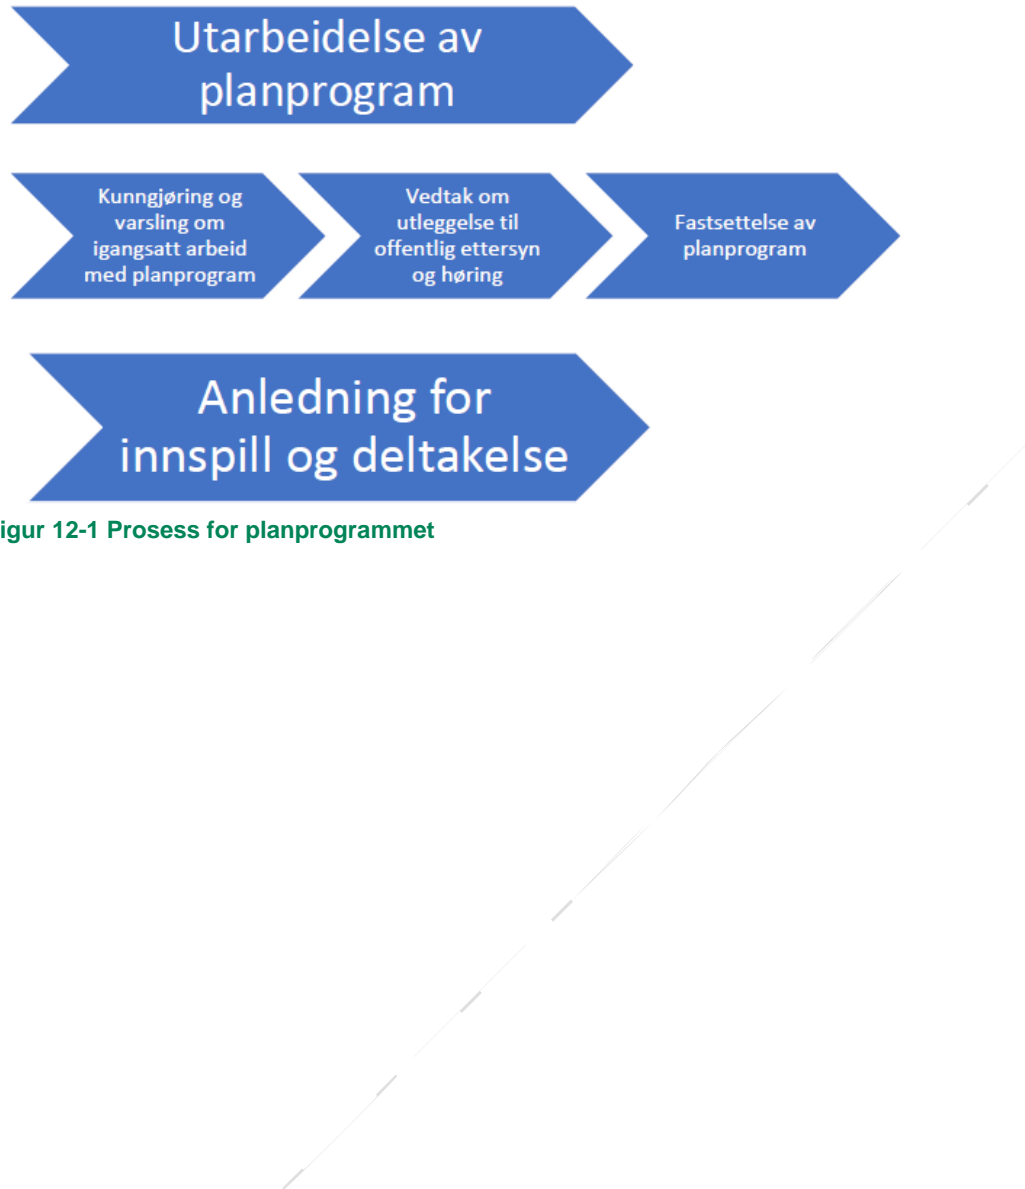 Utarbeidelse av
planprogram
Kunngjøring og
varsling om
igangsatt arbeid
med planprogram
Vedtak om
utleggelse til
offentlig ettersyn
og høring
Fastsettelse av
planprogram
Anledning for
innspill og deltakelse
igur 12-1 Prosess for planprogrammet